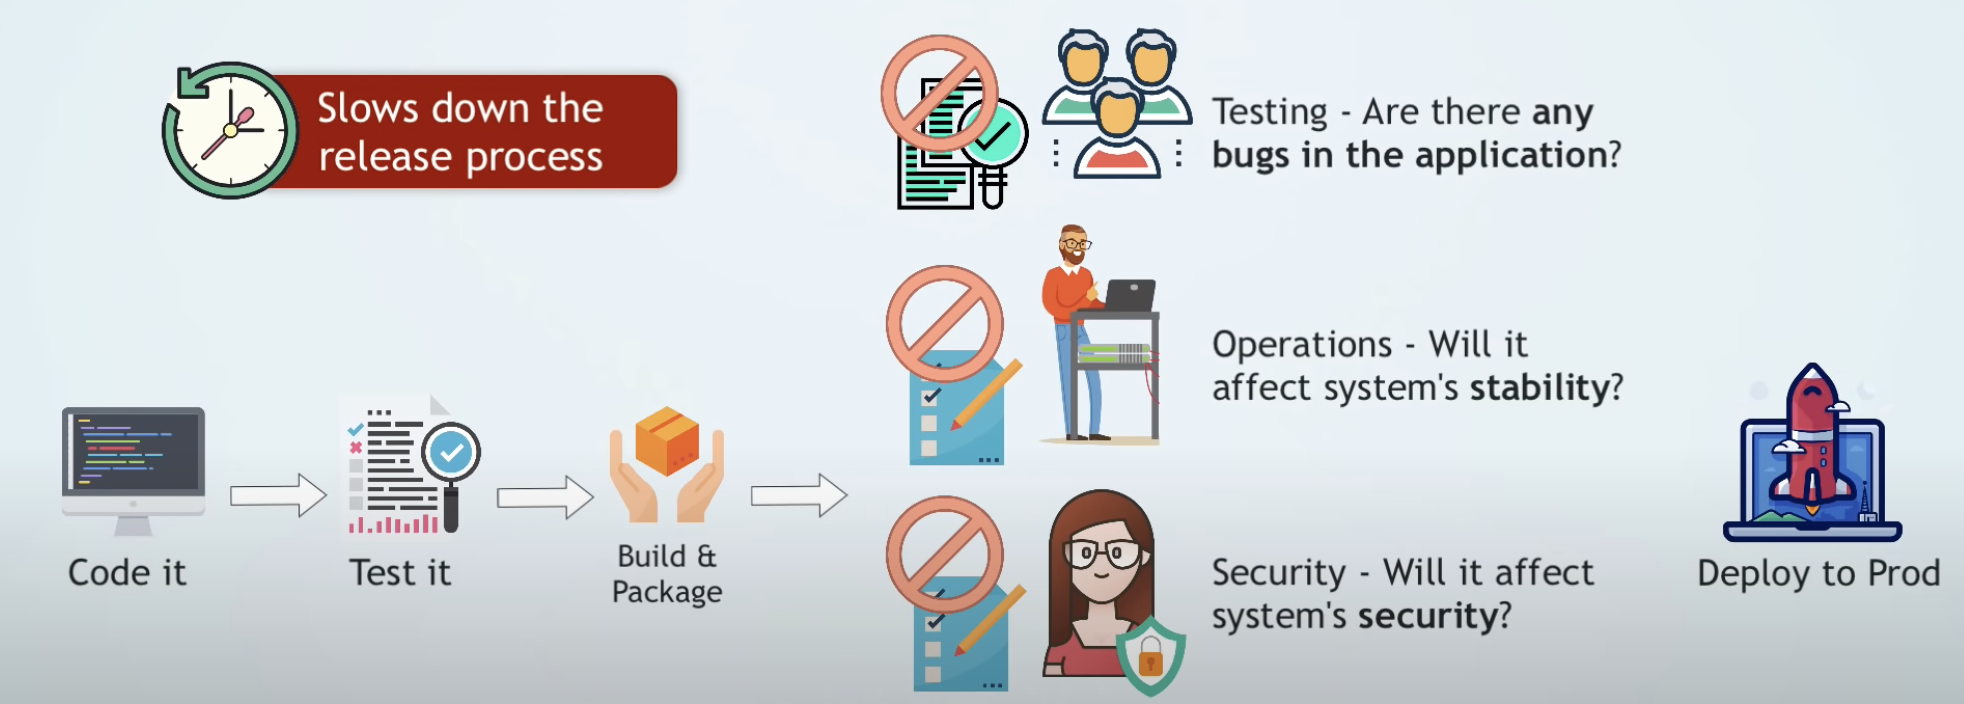 Slows down the
release process
Testing - Are there any
bugs in the application?
Operations - Will it
affect system's stability?
Security - Will it affect
system's security?
Code it
Test it
Build &
Package
Deploy to Prod